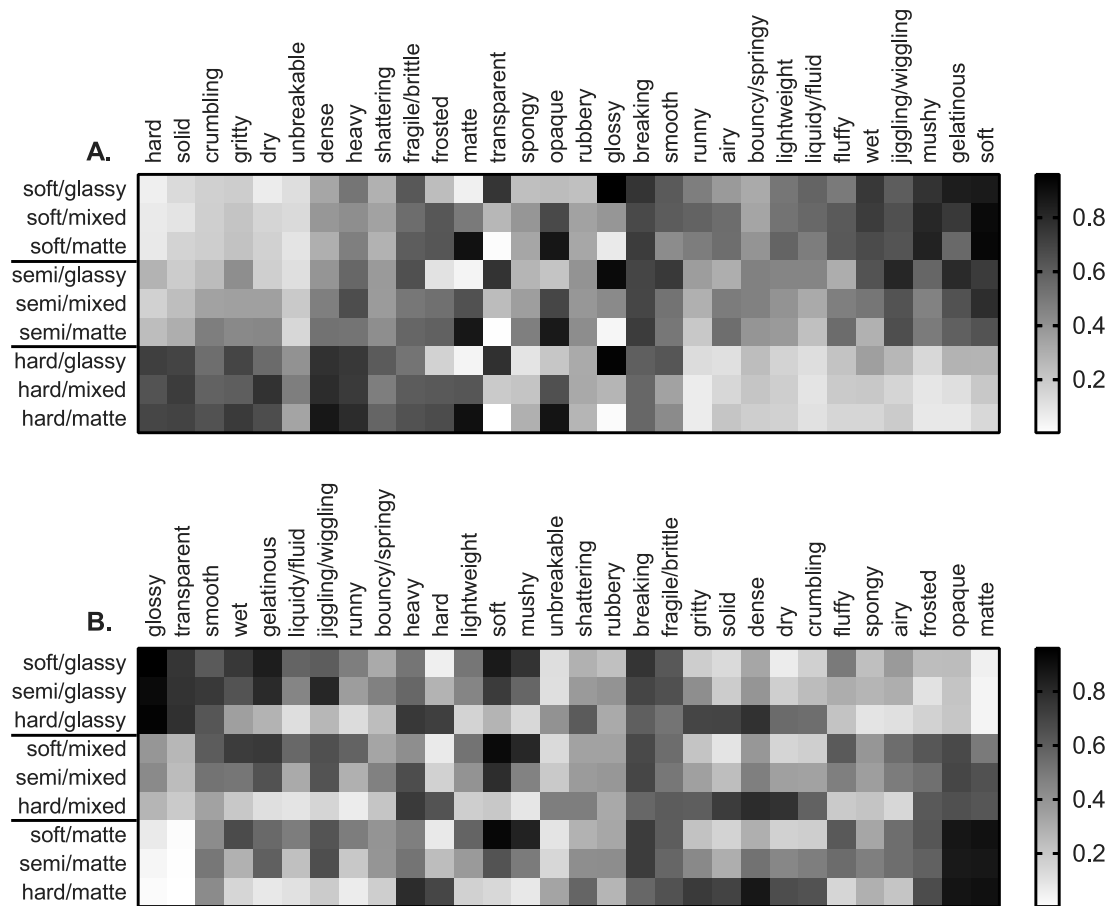 A.
hard
solid
crumbling
gritty
dry
unbreakable
dense
heavy
shattering
fragile/brittle
frosted
matte
transparent
spongy
opaque
rubbery
glossy
breaking
smooth
runny
airy
bouncy/springy
lightweight
liquidy/fluid
fluffy
wet
jiggling/wiggling
mushy
gelatinous
soft
soft/glassy
soft/mixed
soft/matte
semi/glassy
semi/mixed
semi/matte
hard/glassy
hard/mixed
hard/matte
0.8
0.6
0.4
0.2
B.
glossy
transparent
smooth
wet
gelatinous
liquidy/fluid
jiggling/wiggling
runny
bouncy/springy
heavy
hard
lightweight
soft
mushy
unbreakable
shattering
rubbery
breaking
fragile/brittle
gritty
solid
dense
dry
crumbling
fluffy
spongy
airy
frosted
opaque
matte
soft/glassy
semi/glassy
hard/glassy
soft/mixed
semi/mixed
hard/mixed
soft/matte
semi/matte
hard/matte
0.8
0.6
0.4
0.2